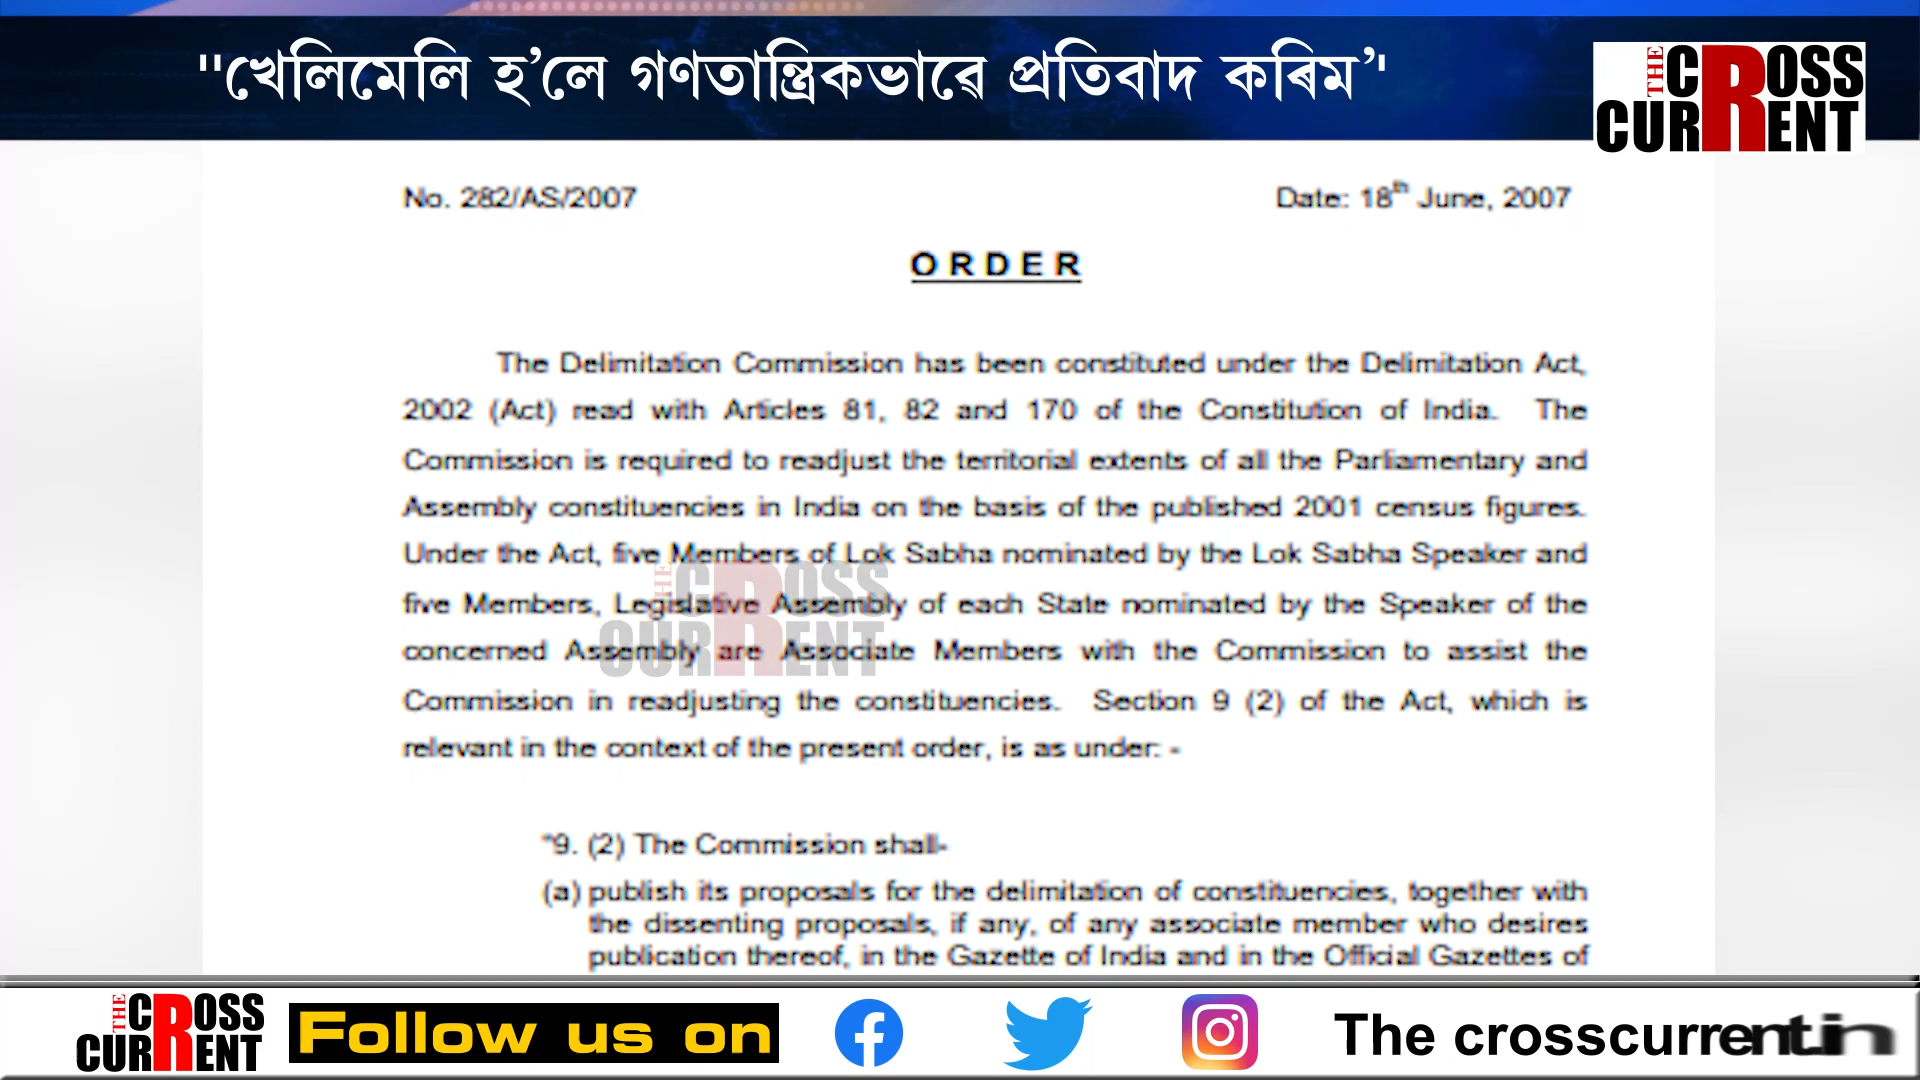 "খেলিমেলি হ'লে গণতান্ত্ৰিকভাৱে প্ৰতিবাদ কৰিম'"
THE CROSS CURRENT
No. 282/AS/2007 Date: 18th June, 2007
ORDER
The Delimitation Commission has been constituted under the Delimitation Act,
2002 (Act) read with Articles 81, 82 and 170 of the Constitution of India. The
Commission is required to readjust the territorial extents of all the Parliamentary and
Assembly constituencies in India on the basis of the published 2001 census figures.
Under the Act, five Members of Lok Sabha nominated by the Lok Sabha Speaker and
five Members, Legislative Assembly of each State nominated by the Speaker of the
concerned Assembly are Associate Members with the Commission to assist the
Commission in readjusting the constituencies. Section 9 (2) of the Act, which is
relevant in the context of the present order, is as under: -
THE CROSS CURRENT
"9. (2) The Commission shall-
(a) publish its proposals for the delimitation of constituencies, together with
the dissenting proposals, if any, of any associate member who desires
publication thereof, in the Gazette of India and in the Official Gazettes of
THE CROSS CURRENT Follow us on The crosscurrent.in